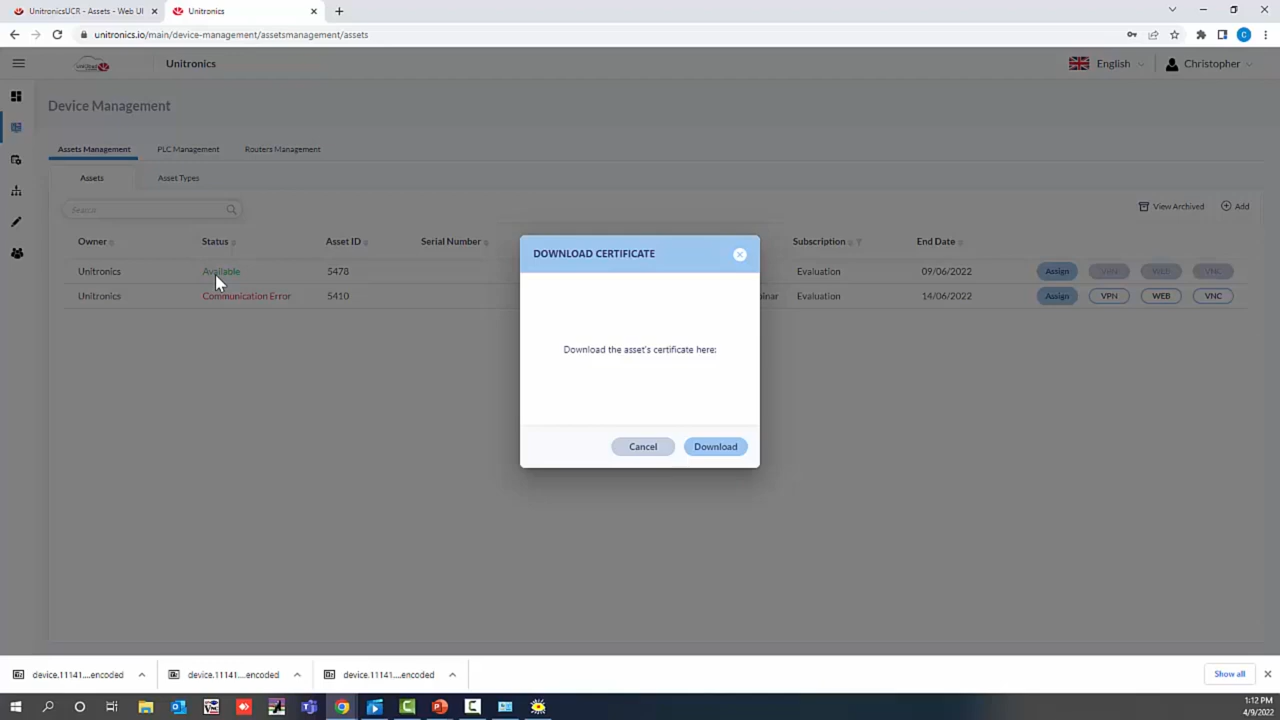 UnitronicsUCR - Assets - Web UI
Unitronics
unitronics.io/main/device-management/assetsmanagement/assets
Unitronics
English
Christopher
Device Management
Assets Management PLC Management Routers Management
Assets Asset Types
Search
View Archived Add
Owner Status Asset ID Serial Number Subscription End Date
Unitronics Available 5478 Evaluation 09/06/2022 Assign VPN WEB VNC
Unitronics Communication Error 5410 Evaluation 14/06/2022 Assign VPN WEB VNC
DOWNLOAD CERTIFICATE
Download the asset's certificate here:
Cancel Download
device.11141....encoded device.11141....encoded device.11141....encoded Show all
1:12 PM
4/9/2022